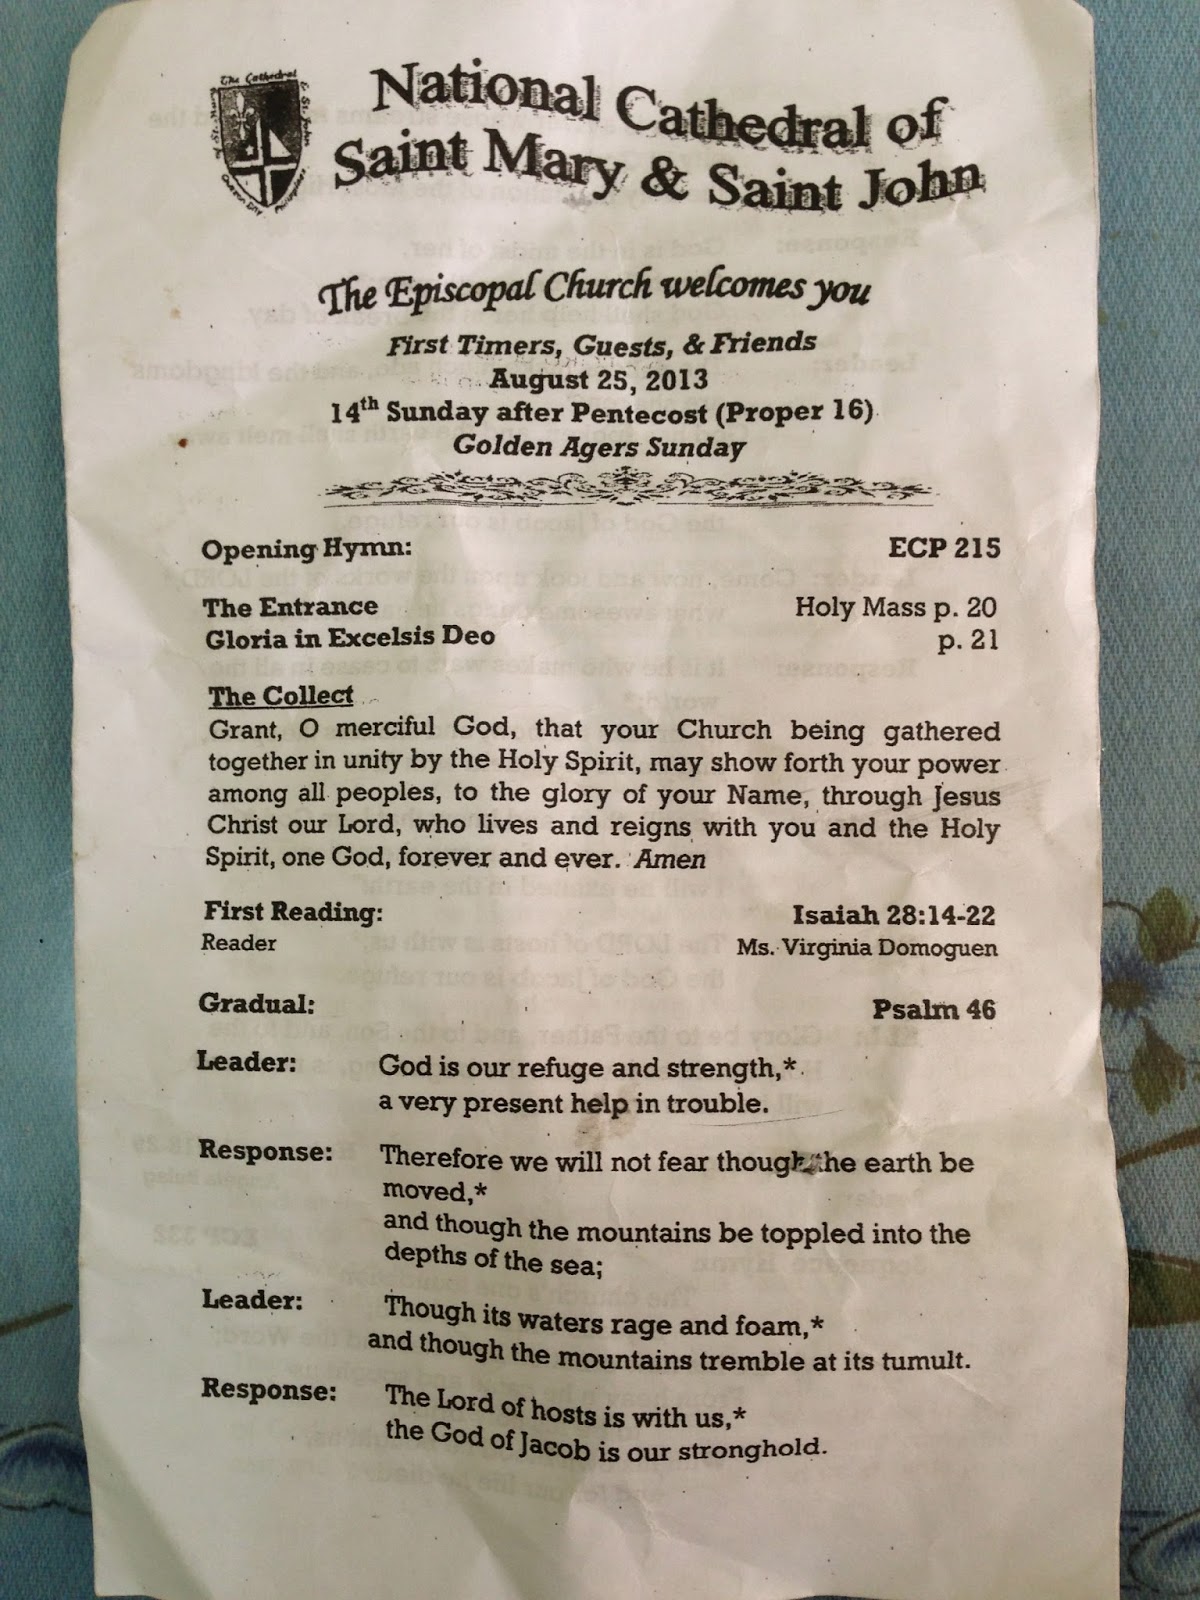 The Cathedral
National Cathedral of
Saint Mary & Saint John
The Episcopal Church welcomes you
First Timers, Guests, & Friends
August 25, 2013
14th Sunday after Pentecost (Proper 16)
Golden Agers Sunday
Opening Hymn: ECP 215
The Entrance Holy Mass p. 20
Gloria in Excelsis Deo p. 21
The Collect
Grant, O merciful God, that your Church being gathered
together in unity by the Holy Spirit, may show forth your power
among all peoples, to the glory of your Name, through Jesus
Christ our Lord, who lives and reigns with you and the Holy
Spirit, one God, forever and ever. Amen
First Reading: Isaiah 28:14-22
Reader Ms. Virginia Domoguen
Gradual: Psalm 46
Leader: God is our refuge and strength,*
a very present help in trouble.
Response: Therefore we will not fear though the earth be
moved,*
and though the mountains be toppled into the
depths of the sea;
Leader: Though its waters rage and foam,*
and though the mountains tremble at its tumult.
Response: The Lord of hosts is with us,*
the God of Jacob is our stronghold.